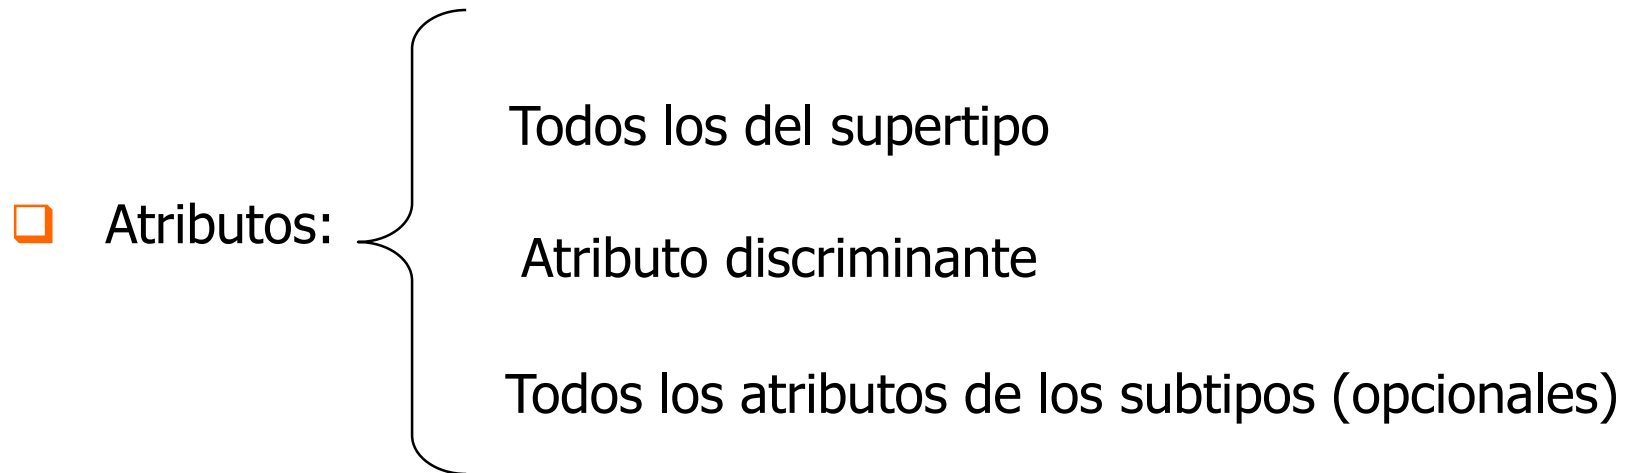 Todos los del supertipo
Atributos:
Atributo discriminante
Todos los atributos de los subtipos (opcionales)